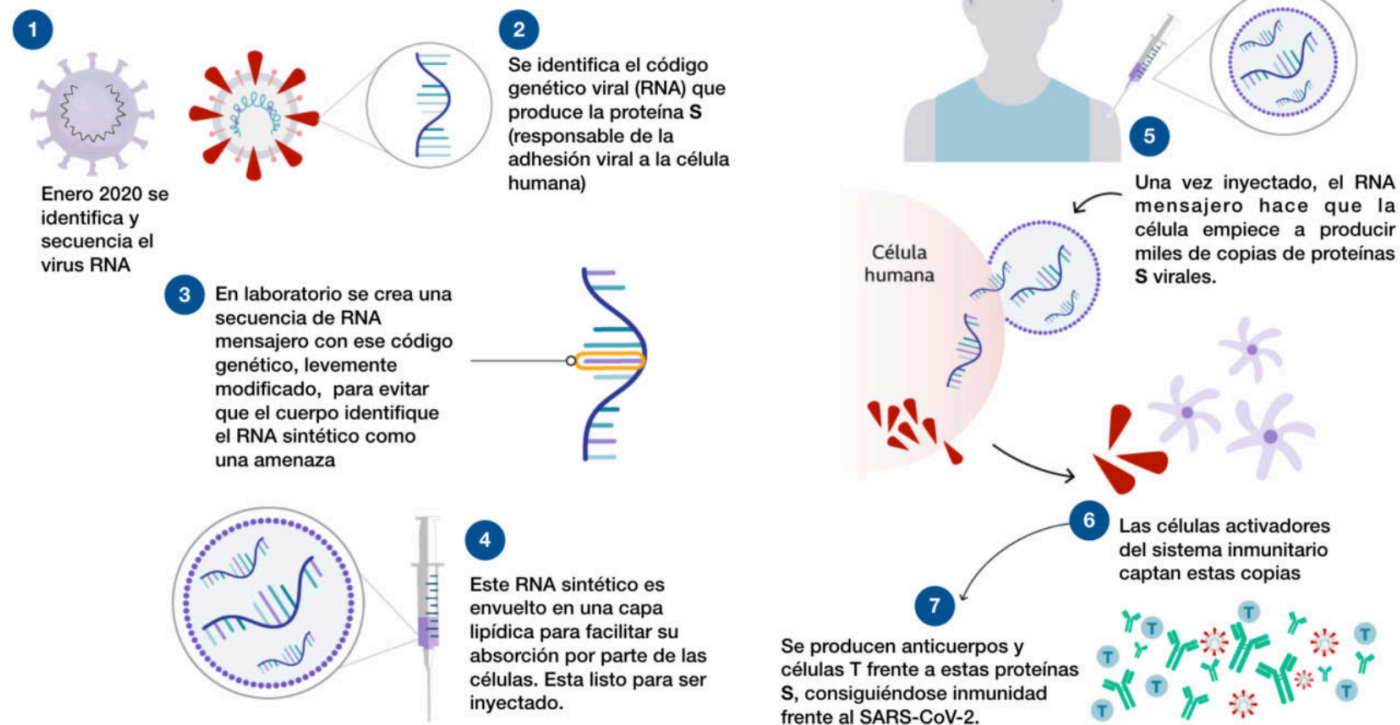 1
Enero 2020 se
identifica y
secuencia el
virus RNA
2
Se identifica el código
genético viral (RNA) que
produce la proteína S
(responsable de la
adhesión viral a la célula
humana)
3
En laboratorio se crea una
secuencia de RNA
mensajero con ese código
genético, levemente
modificado, para evitar
que el cuerpo identifique
el RNA sintético como
una amenaza
4
Este RNA sintético es
envuelto en una capa
lipídica para facilitar su
absorción por parte de las
células. Esta listo para ser
inyectado.
5
Una vez inyectado, el RNA
mensajero hace que la
célula empiece a producir
miles de copias de proteínas
S virales.
Célula
humana
6
Las células activadores
del sistema inmunitario
captan estas copias
7
Se producen anticuerpos y
células T frente a estas proteínas
S, consiguiéndose inmunidad
frente al SARS-CoV-2.
T
T
T
T
T
T
T